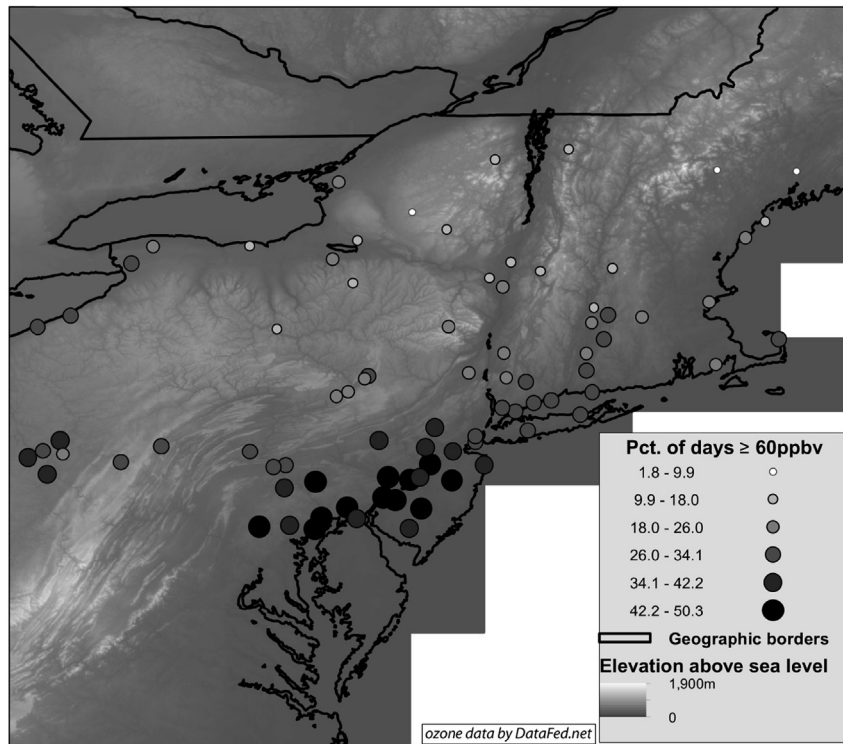 Pct. of days ≥ 60ppbv
1.8 - 9.9
9.9 - 18.0
18.0 - 26.0
26.0 - 34.1
34.1 - 42.2
42.2 - 50.3
Geographic borders
Elevation above sea level
1,900m
0
ozone data by DataFed.net